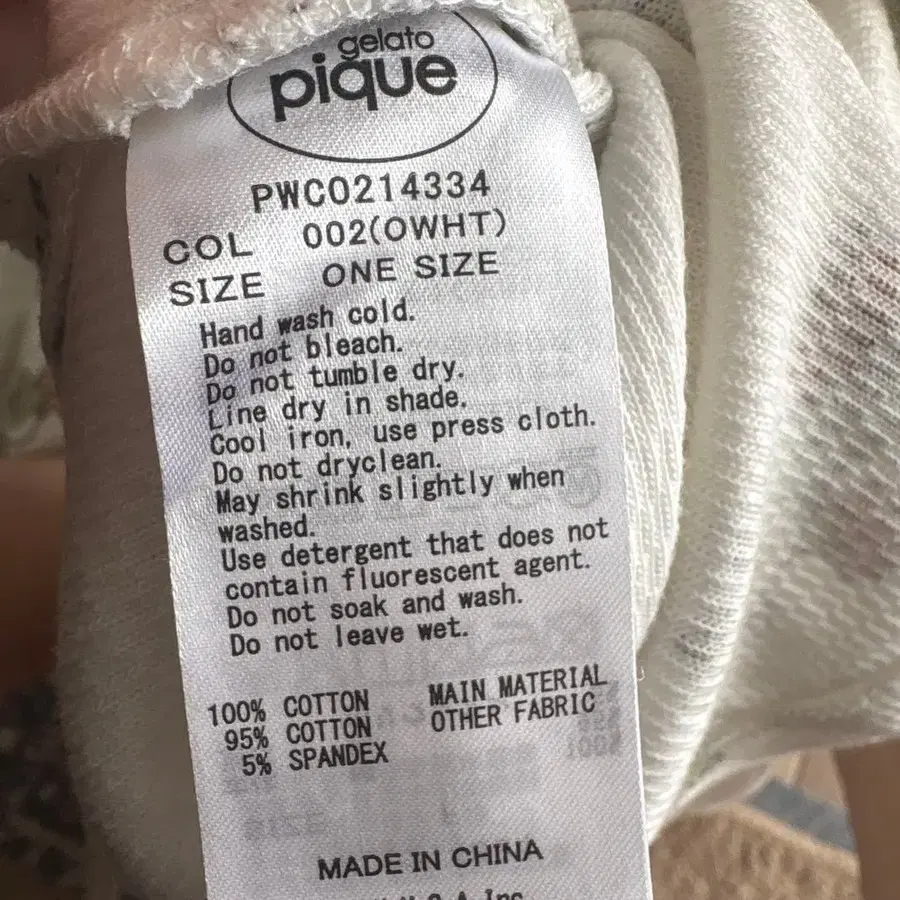 gelato
pique
PWCO214334
COL 002(OWHT)
SIZE ONE SIZE
Hand wash cold.
Do not bleach.
Do not tumble dry.
Line dry in shade.
Cool iron, use press cloth.
Do not dryclean.
May shrink slightly when
washed.
Use detergent that does not
contain fluorescent agent.
Do not soak and wash.
Do not leave wet.
100% COTTON MAIN MATERIAL
95% COTTON OTHER FABRIC
5% SPANDEX
MADE IN CHINA
Inc